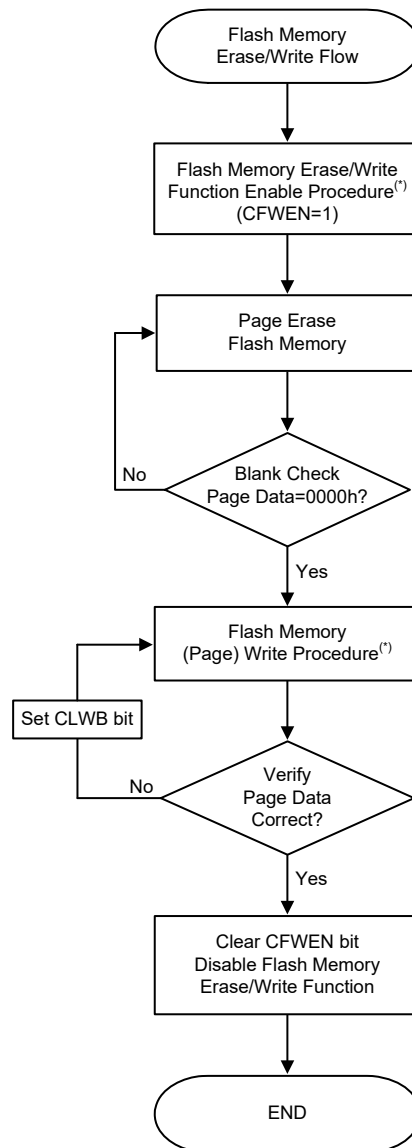 Flash Memory
Erase/Write Flow
Flash Memory Erase/Write
Function Enable Procedure(*)
(CFWEN=1)
Page Erase
Flash Memory
No
Blank Check
Page Data=0000h?
Yes
Flash Memory
(Page) Write Procedure(*)
Set CLWB bit
No
Verify
Page Data
Correct?
Yes
Clear CFWEN bit
Disable Flash Memory
Erase/Write Function
END